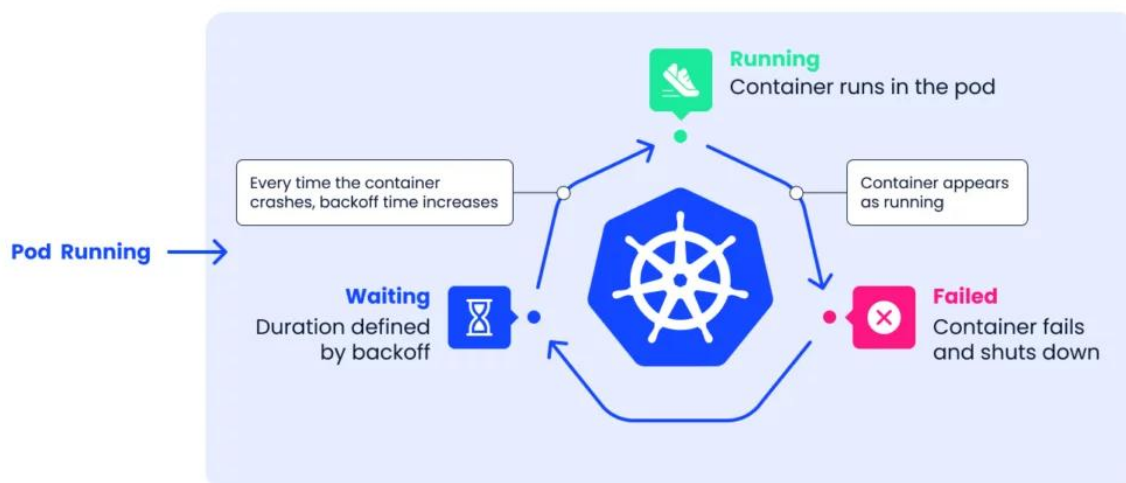 Running
Container runs in the pod
Every time the container
crashes, backoff time increases
Container appears
as running
Pod Running
Waiting
Duration defined
by backoff
Failed
Container fails
and shuts down